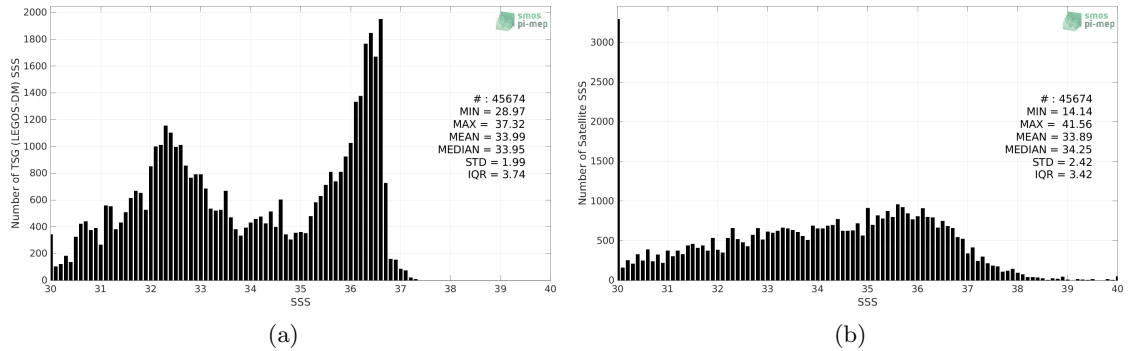 Number of TSG (LEGOS-DM) SSS
2000
1800
1600
1400
1200
1000
800
600
400
200
0
30 31 32 33 34 35 36 37 38 39 40
SSS
smos
pi-mep
# : 45674
MIN = 28.97
MAX = 37.32
MEAN = 33.99
MEDIAN = 33.95
STD = 1.99
IQR = 3.74
(a)
Number of Satellite SSS
3000
2500
2000
1500
1000
500
0
30 31 32 33 34 35 36 37 38 39 40
SSS
smos
pi-mep
# : 45674
MIN = 14.14
MAX = 41.56
MEAN = 33.89
MEDIAN = 34.25
STD = 2.42
IQR = 3.42
(b)